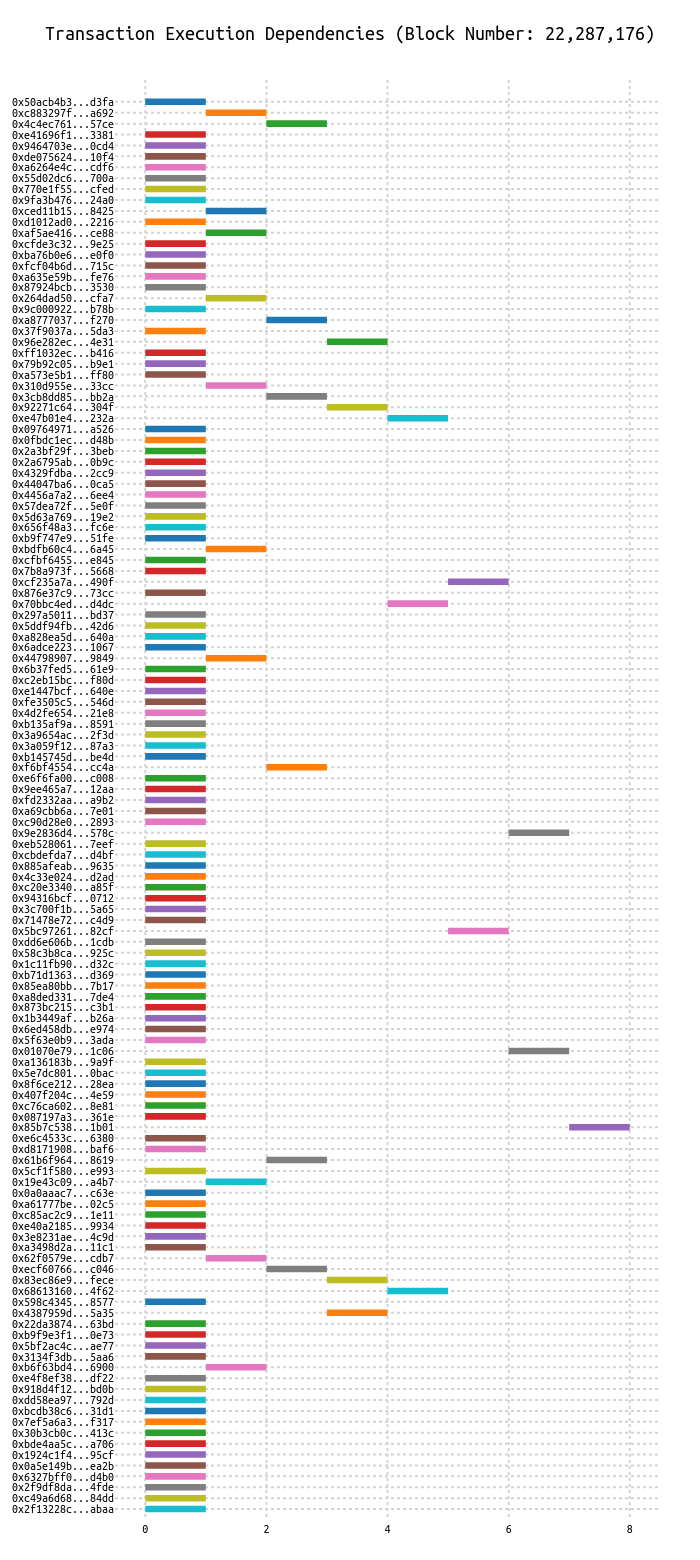 Transaction Execution Dependencies (Block Number: 22,287,176)
0x50acb4b3...d3fa
0xc883297f...a692
0x4c4ec761...57ce
0xe41696f1...3381
0x9464703e...0cd4
0xde075624...10f4
0xa6264e4c...cdf6
0x55d02dc6...700a
0x770e1f55...cfed
0x9fa3b476...24a0
0xced11b15...8425
0xd1012ad0...2216
0xaf5ae416...ce88
0xcfde3c32...9e25
0xba76b0e6...e0f0
0xfcf04b6d...715c
0xa635e59b...fe76
0x87924bcb...3530
0x264dad50...cfa7
0x9c000922...b78b
0xa8777037...f270
0x37f9037a...5da3
0x96e282ec...4e31
0xff1032ec...b416
0x79b92c05...b9e1
0xa573e5b1...ff80
0x310d955e...33cc
0x3cb8dd85...bb2a
0x92271c64...304f
0xe47b01e4...232a
0x09764971...a526
0x0fbdc1ec...d48b
0x2a3bf29f...3beb
0x2a6795ab...0b9c
0x4329fdba...2cc9
0x44047ba6...0ca5
0x4456a7a2...6ee4
0x57dea72f...5e0f
0x5d63a769...19e2
0x656f48a3...fc6e
0xb9f747e9...51fe
0xbdfb60c4...6a45
0xcfbf6455...e845
0x7b8a973f...5668
0xcf235a7a...490f
0x876e37c9...73cc
0x70bbc4ed...d4dc
0x297a5011...bd37
0x5ddf94fb...42d6
0xa828ea5d...640a
0x6adce223...1067
0x44798907...9849
0x6b37fed5...61e9
0xc2eb15bc...f80d
0xe1447bcf...640e
0xfe3505c5...546d
0x4d2fe654...21e8
0xb135af9a...8591
0x3a9654ac...2f3d
0x3a059f12...87a3
0xb145745d...be4d
0xf6bf4554...cc4a
0xe6f6fa00...c008
0x9ee465a7...12aa
0xfd2332aa...a9b2
0xa69cbb6a...7e01
0xc90d28e0...2893
0x9e2836d4...578c
0xeb528061...7eef
0xcbdefda7...d4bf
0x885afeab...9635
0x4c33e024...d2ad
0xc20e3340...a85f
0x94316bcf...0712
0x3c700f1b...5a65
0x71478e72...c4d9
0x5bc97261...82cf
0xdd6e606b...1cdb
0x58c3b8ca...925c
0x1c11fb90...d32c
0xb71d1363...d369
0x85ea80bb...7b17
0xa8ded331...7de4
0x873bc215...c3b1
0x1b3449af...b26a
0x6ed458db...e974
0x5f63e0b9...3ada
0x01070e79...1c06
0xa136183b...9a9f
0x5e7dc801...0bac
0x8f6ce212...28ea
0x407f204c...4e59
0xc76ca602...8e81
0x087197a3...361e
0x85b7c538...1b01
0xe6c4533c...6380
0xd8171908...baf6
0x61b6f964...8619
0x5cf1f580...e993
0x19e43c09...a4b7
0x0a0aaac7...c63e
0xa61777be...02c5
0xc85ac2c9...1e11
0xe40a2185...9934
0x3e8231ae...4c9d
0xa3498d2a...11c1
0x62f0579e...cdb7
0xecf60766...c046
0x83ec86e9...fece
0x68613160...4f62
0x598c4345...8577
0x4387959d...5a35
0x22da3874...63bd
0xb9f9e3f1...0e73
0x5bf2ac4c...ae77
0x3134f3db...5aa6
0xb6f63bd4...6900
0xe4f8ef38...df22
0x918d4f12...bd0b
0xdd58ea97...792d
0xbcdb38c6...31d1
0x7ef5a6a3...f317
0x30b3cb0c...413c
0xbde4aa5c...a706
0x1924c1f4...95cf
0x0a5e149b...ea2b
0x6327bff0...d4b0
0x2f9df8da...4fde
0xc49a6d68...84dd
0x2f13228c...abaa
0 2 4 6 8